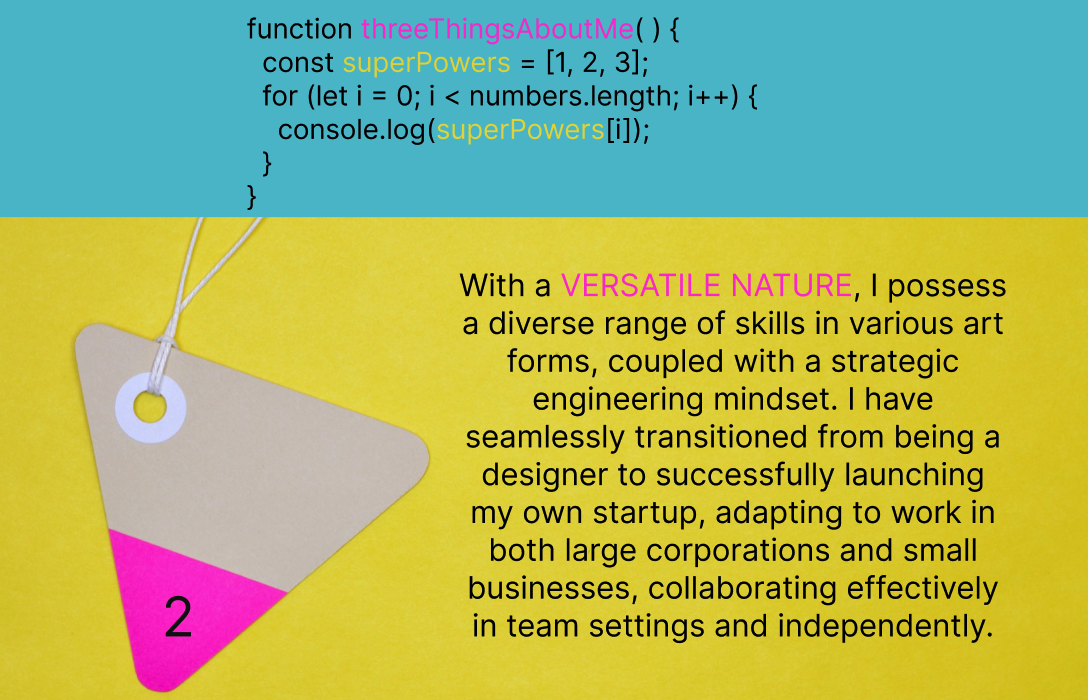 function threeThingsAboutMe( ) {
const superPowers = [1, 2, 3];
for (let i = 0; i < numbers.length; i++) {
console.log(superPowers[i]);
}
}
With a VERSATILE NATURE, I possess
a diverse range of skills in various art
forms, coupled with a strategic
engineering mindset. I have
seamlessly transitioned from being a
designer to successfully launching
my own startup, adapting to work in
both large corporations and small
businesses, collaborating effectively
in team settings and independently.
2